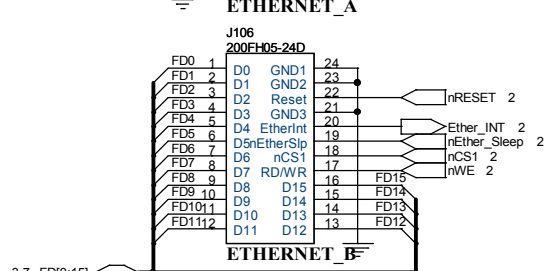 ETHERNET_A
J106
200FH05-24D
FD0 1 D0 GND1 24
FD1 2 D1 GND2 23
FD2 3 D2 Reset 22 nRESET 2
FD3 4 D3 GND3 21
FD4 5 D4 EtherInt 20 Ether_INT 2
FD5 6 D5 nEtherSlp 19 nEther_Sleep 2
FD6 7 D6 nCS1 18 nCS1 2
FD7 8 D7 RD/WR 17 nWE 2
FD8 9 D8 D15 16 FD15
FD9 10 D9 D14 15 FD14
FD10 11 D10 D13 14 FD13
FD11 12 D11 D12 13 FD12
ETHERNET_B
3,7 FD[0:15]